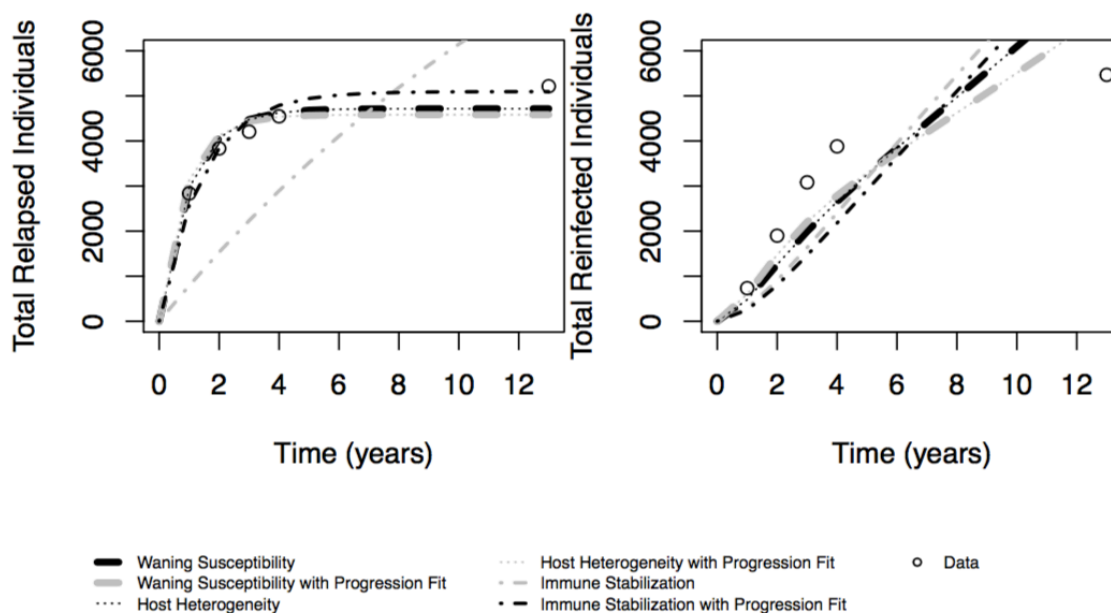 Total Relapsed Individuals
6000
4000
2000
0
0 2 4 6 8 10 12
Time (years)
Total Reinfected Individuals
6000
4000
2000
0
0 2 4 6 8 10 12
Time (years)
Waning Susceptibility
Waning Susceptibility with Progression Fit
Host Heterogeneity
Host Heterogeneity with Progression Fit
Immune Stabilization
Immune Stabilization with Progression Fit
Data